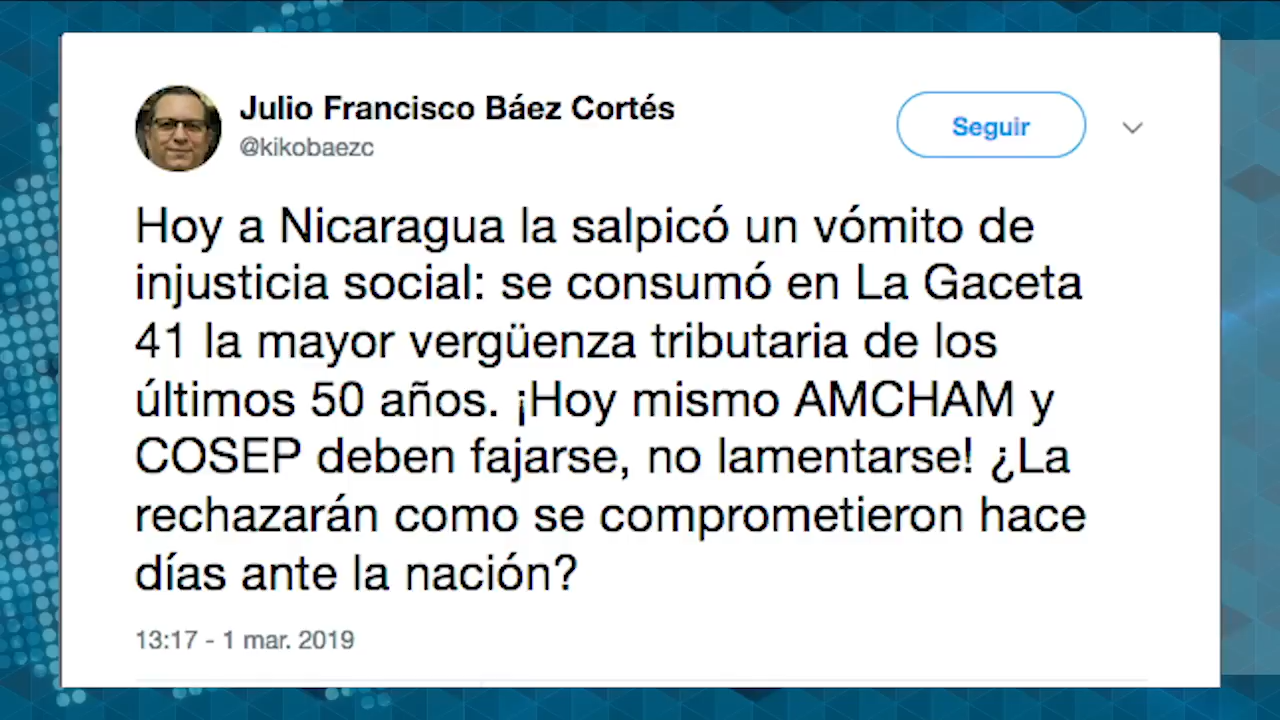 Julio Francisco Báez Cortés
@kikobaezc
Seguir
Hoy a Nicaragua la salpicó un vómito de
injusticia social: se consumó en La Gaceta
41 la mayor vergüenza tributaria de los
últimos 50 años. ¡Hoy mismo AMCHAM y
COSEP deben fajarse, no lamentarse! ¿La
rechazarán como se comprometieron hace
días ante la nación?
13:17 - 1 mar. 2019